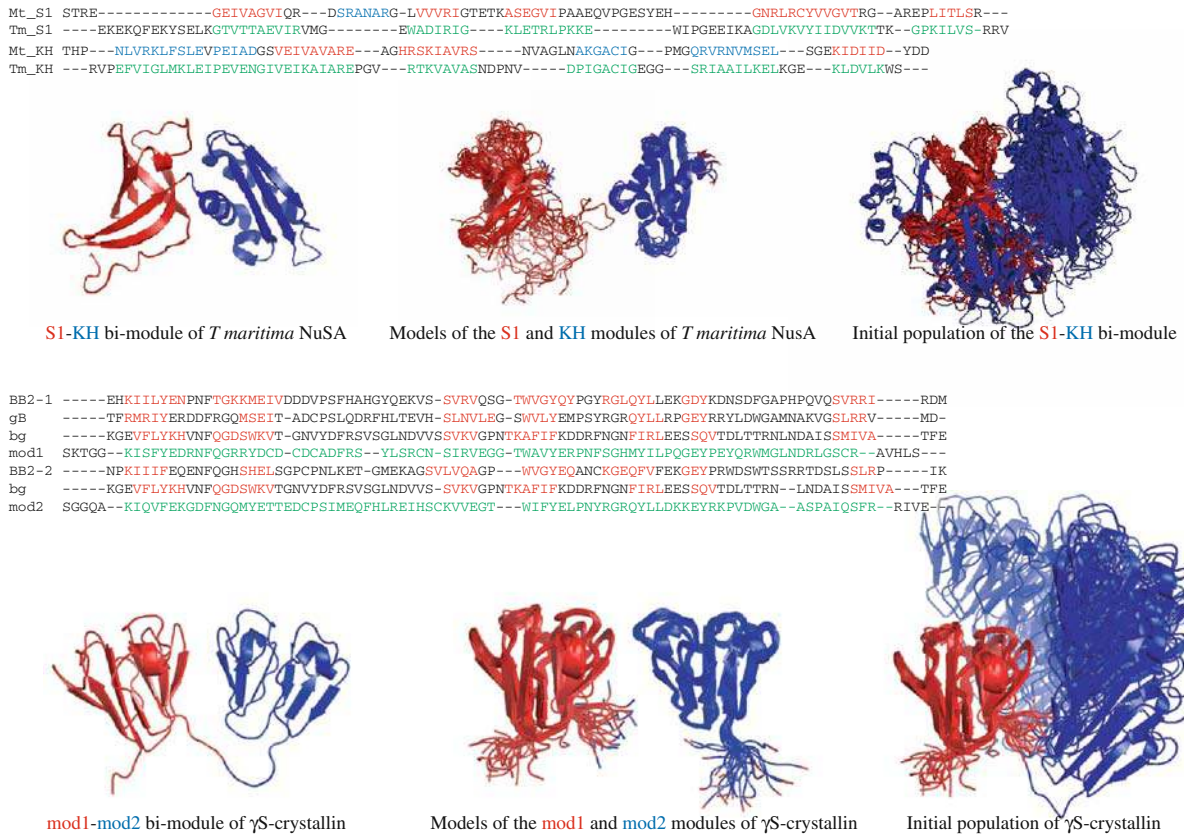 Mt_S1 STRE--------------GEIVAGVIQR---DSRANARG-LVVVRIGTETKASEGVIPAAEQVPGESYEH--------GNRLRCYVVGVTRG--AREPLITLSR---
Tm_S1 ----EKEKQFEKYSELKGTVTTAEVIRVMG------EWADIRIG---KLETRLPKKE-----WIPGEEIKAGDLVKVYIIDVVKTTK--GPKILVS-RRV
Mt_KH THP---NLVRKLFSLEVPEIADGSVEIVAVARE---AGHRSKIAVRS----NVAGLNAKGACIG--PMGQRVRNVMSEL---SGEKIDIID-YDD
Tm_KH ---RVPEFVIGLMKLEIPEVENGIVEIKAIAREPGV---RTKVAVASNDPNV----DPIGACIGEGG---SRIAAILKELKGE---KLDVLKWS---
S1-KH bi-module of T maritima NuSA
Models of the S1 and KH modules of T maritima NusA
Initial population of the S1-KH bi-module
BB2-1 -----EHKIILYENPNFTGKKMEIVDDDVPSFHAHGYQEKVS-SVRVQSG-TWVGYQYPGYRGLQYLLEKGDYKDNSDFGAPHPQVQSVRRI-----RDM
gB -----TFRMRIYERDDFRGQMSEIT-ADCPSLQDRFHLTEVH-SLNVLEG-SWVLYEMPSYRGRQYLLRPGEYRRYLDWGAMNAKVGSLRRV-----MD-
bg ----KGEVFLYKHVNFQGDSWKVT-GNVYDFRSVSGLNDVVSSVKVGPNTKAFIFKDDRFNGNFIRLEESSQVTDLTTRNLNDAISSMIVA-----TFE
mod1 SKTGG--KISFYEDRNFQGRRYDCD-CDCADFRS--YLSRCN-SIRVEGG-TWAVYERPNFSGHMYILPQGEYPEYQRWMGLNDRLGSCR--AVHLS---
BB2-2 -----NPKIIIFEQENFQGHSHELSGPCPNLKET-GMEKAGSVLVQAGP---WVGYEQANCKGEQFVFEKGEYPRWDSWTSSRRTDSLSSLRP-----IK
bg ----KGEVFLYKHVNFQGDSWKVTGNVYDFRSVSGLNDVVS-SVKVGPNTKAFIFKDDRFNGNFIRLEESSQVTDLTTRN--LNDAISSMIVA---TFE
mod2 SGGQA--KIQVFEKGDFNGQMYETTEDCPSIMEQFHLREIHSCKVVEGT---WIFYELPNYRGRQYLLDKKEYRKPVDWGA--ASPAIQSFR--RIVE--
mod1-mod2 bi-module of γS-crystallin
Models of the mod1 and mod2 modules of γS-crystallin
Initial population of γS-crystallin